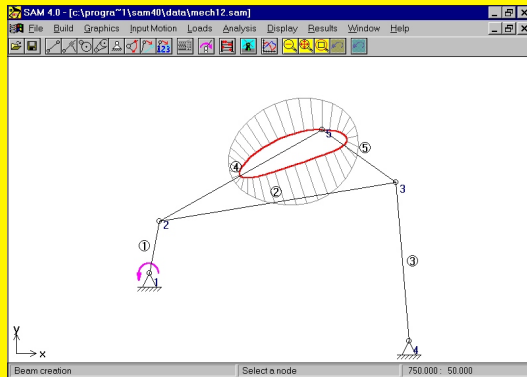 SAM 4.0 - [c:\progra~1\sam40\data\mech12.sam]
File Build Graphics Input Motion Loads Analysis Display Results Window Help
123
5
④
⑤
②
3
2
①
③
1
4
y
x
Beam creation Select a node 750.000 : 50.000